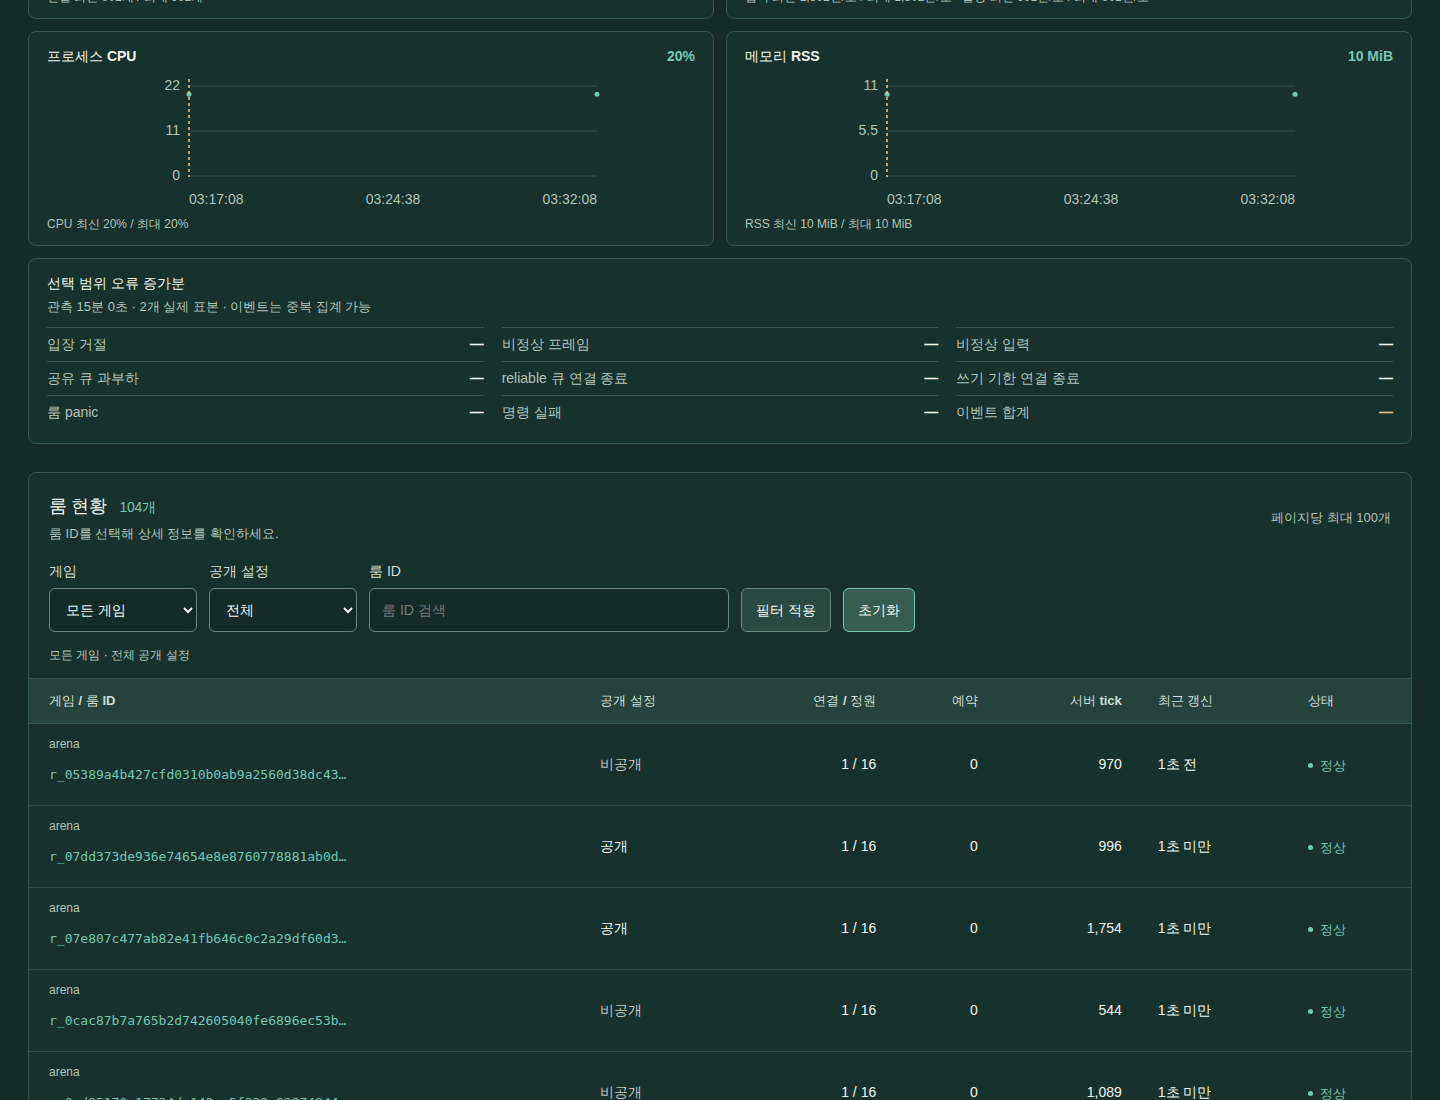 프로세스 CPU 20%
22
11
0
03:17:08 03:24:38 03:32:08
CPU 최신 20% / 최대 20%
메모리 RSS 10 MiB
11
5.5
0
03:17:08 03:24:38 03:32:08
RSS 최신 10 MiB / 최대 10 MiB
선택 범위 오류 증가분
관측 15분 0초 · 2개 실제 표본 · 이벤트는 중복 집계 가능
입장 거절 — 비정상 프레임 — 비정상 입력 —
공유 큐 과부하 — reliable 큐 연결 종료 — 쓰기 기한 연결 종료 —
룸 panic — 명령 실패 — 이벤트 합계 —
룸 현황 104개
룸 ID를 선택해 상세 정보를 확인하세요.
페이지당 최대 100개
게임 공개 설정 룸 ID
모든 게임 전체 룸 ID 검색 필터 적용 초기화
모든 게임 · 전체 공개 설정
게임 / 룸 ID 공개 설정 연결 / 정원 예약 서버 tick 최근 갱신 상태
arena
r_05389a4b427cfd0310b0ab9a2560d38dc43… 비공개 1 / 16 0 970 1초 전 정상
arena
r_07dd373de936e74654e8e8760778881ab0d… 공개 1 / 16 0 996 1초 미만 정상
arena
r_07e807c477ab82e41fb646c0c2a29df60d3… 공개 1 / 16 0 1,754 1초 미만 정상
arena
r_0cac87b7a765b2d742605040fe6896ec53b… 비공개 1 / 16 0 544 1초 미만 정상
arena
비공개 1 / 16 0 1,089 1초 미만 정상